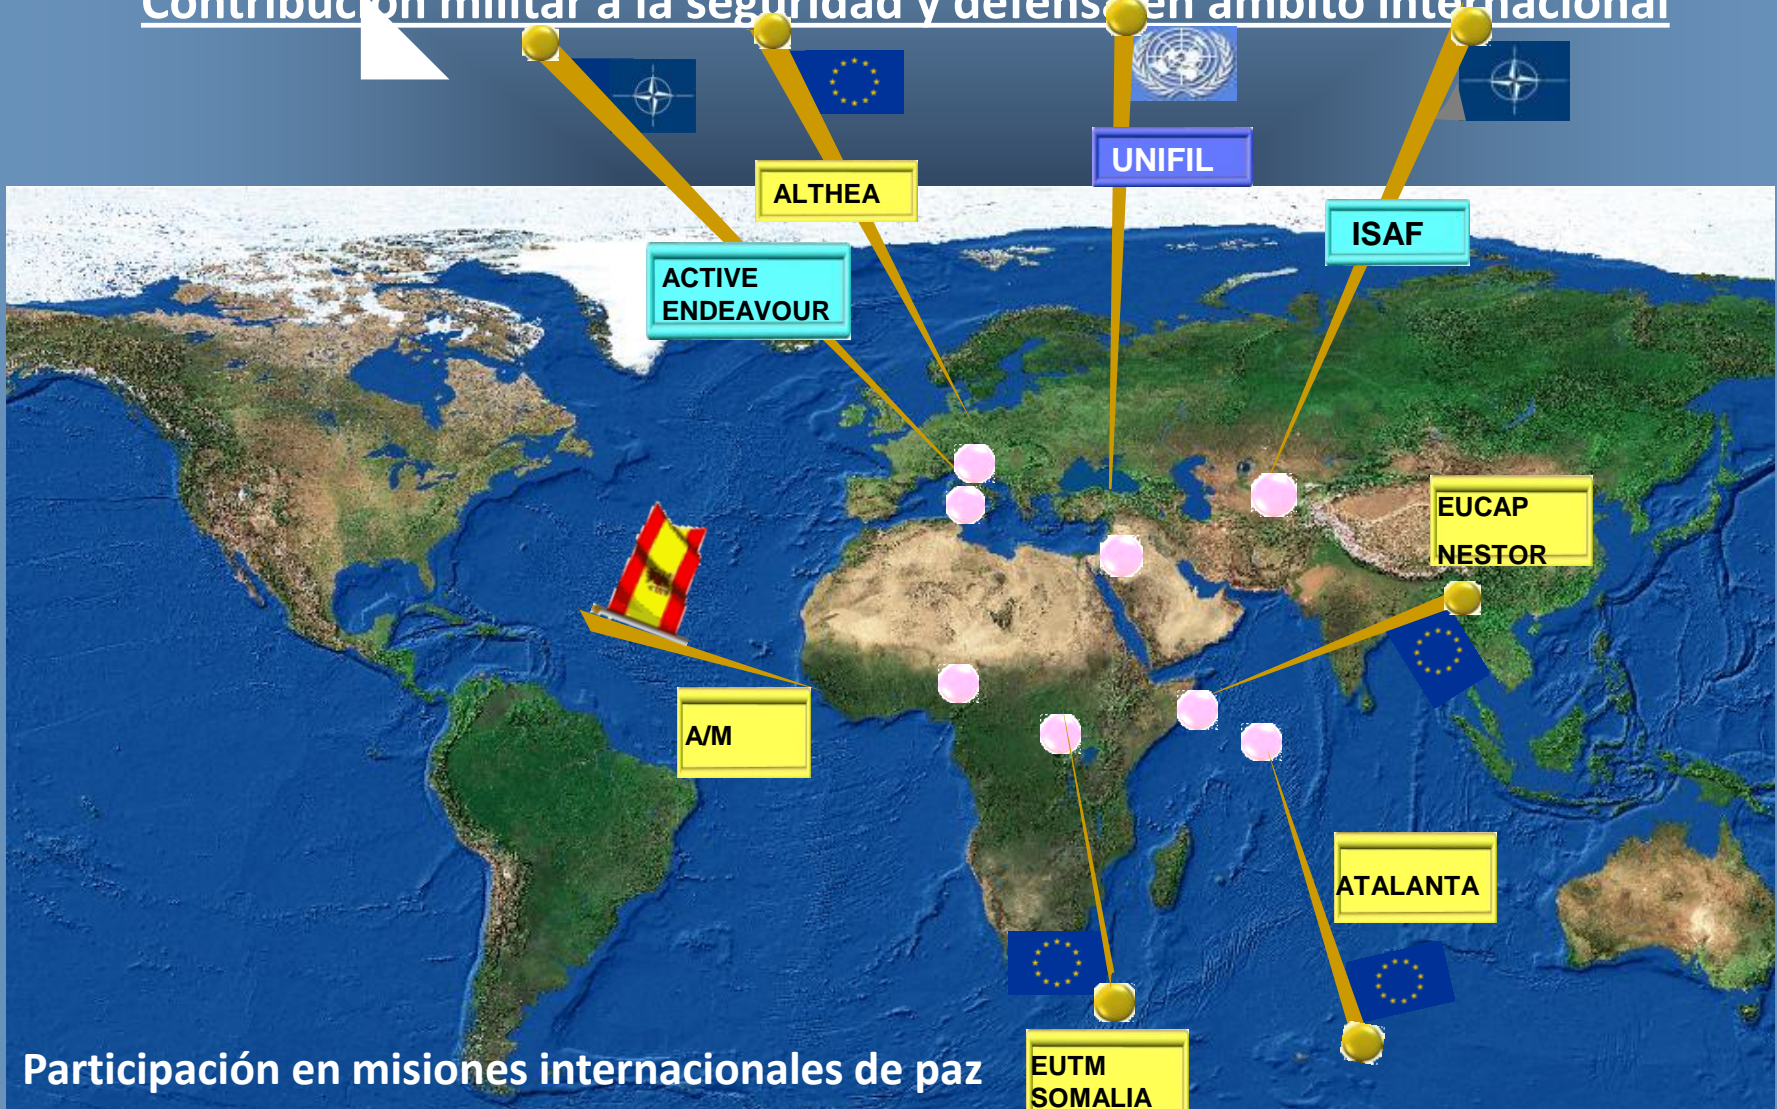 Contribución militar a la seguridad y defensa en ámbito internacional
UNIFIL
ALTHEA
ISAF
ACTIVE
ENDEAVOUR
EUCAP
NESTOR
A/M
ATALANTA
Participación en misiones internacionales de paz
EUTM
SOMALIA